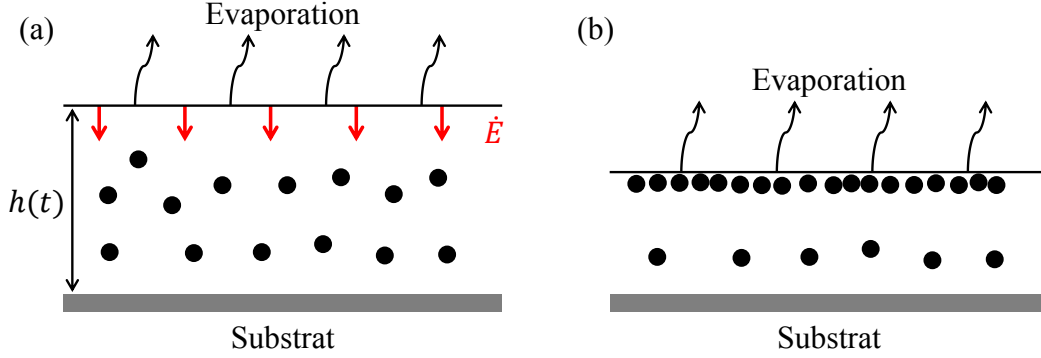 (a)
Evaporation
Ė
h(t)
Substrat
(b)
Evaporation
Substrat